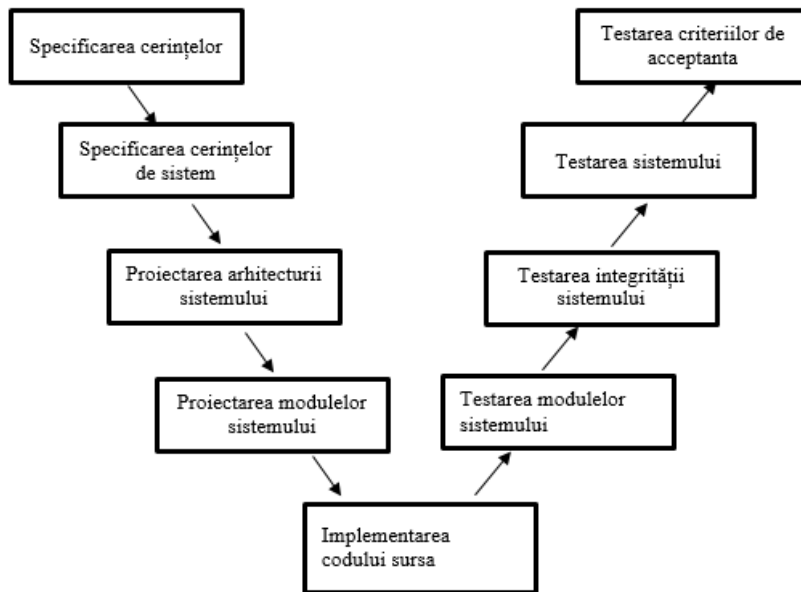 Specificarea cerințelor
Specificarea cerințelor
de sistem
Proiectarea arhitecturii
sistemului
Proiectarea modulelor
sistemului
Implementarea
codului sursa
Testarea modulelor
sistemului
Testarea integrității
sistemului
Testarea sistemului
Testarea criteriilor de
acceptanta